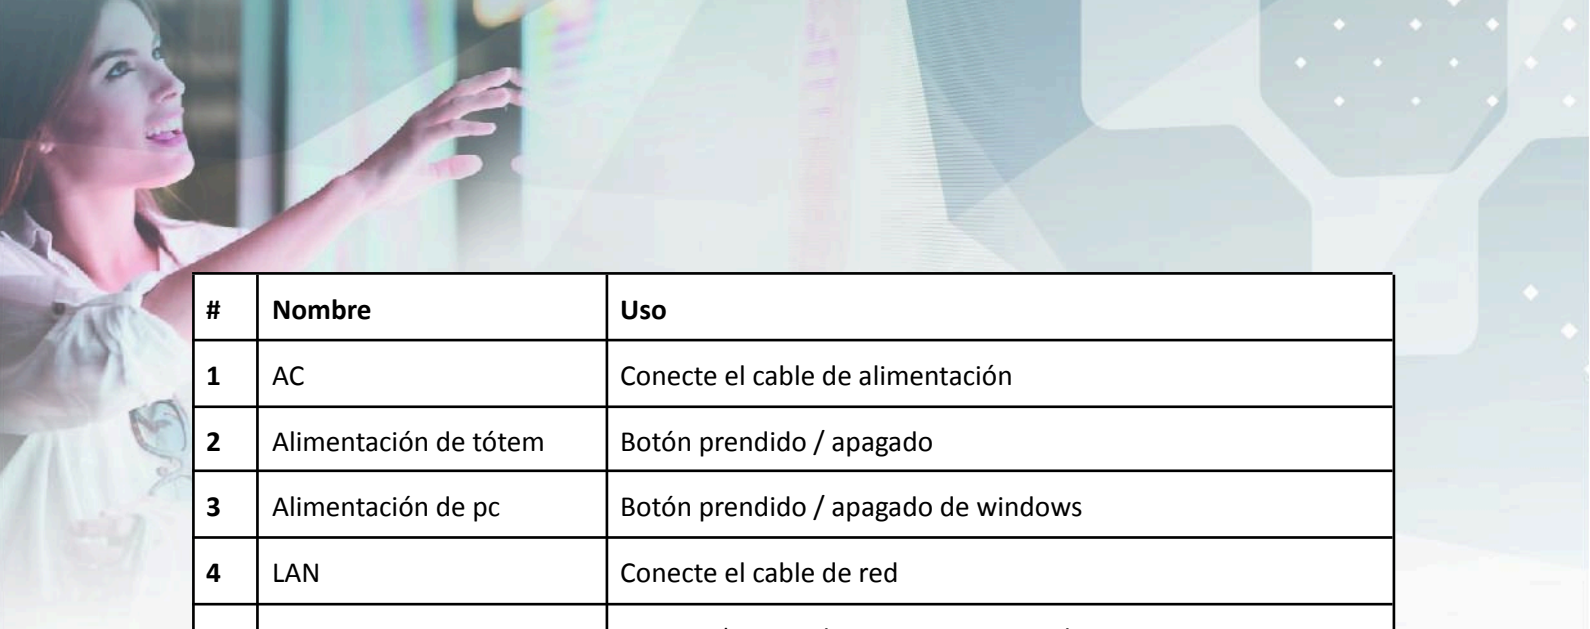 # Nombre Uso
1 AC Conecte el cable de alimentación
2 Alimentación de tótem Botón prendido / apagado
3 Alimentación de pc Botón prendido / apagado de windows
4 LAN Conecte el cable de red